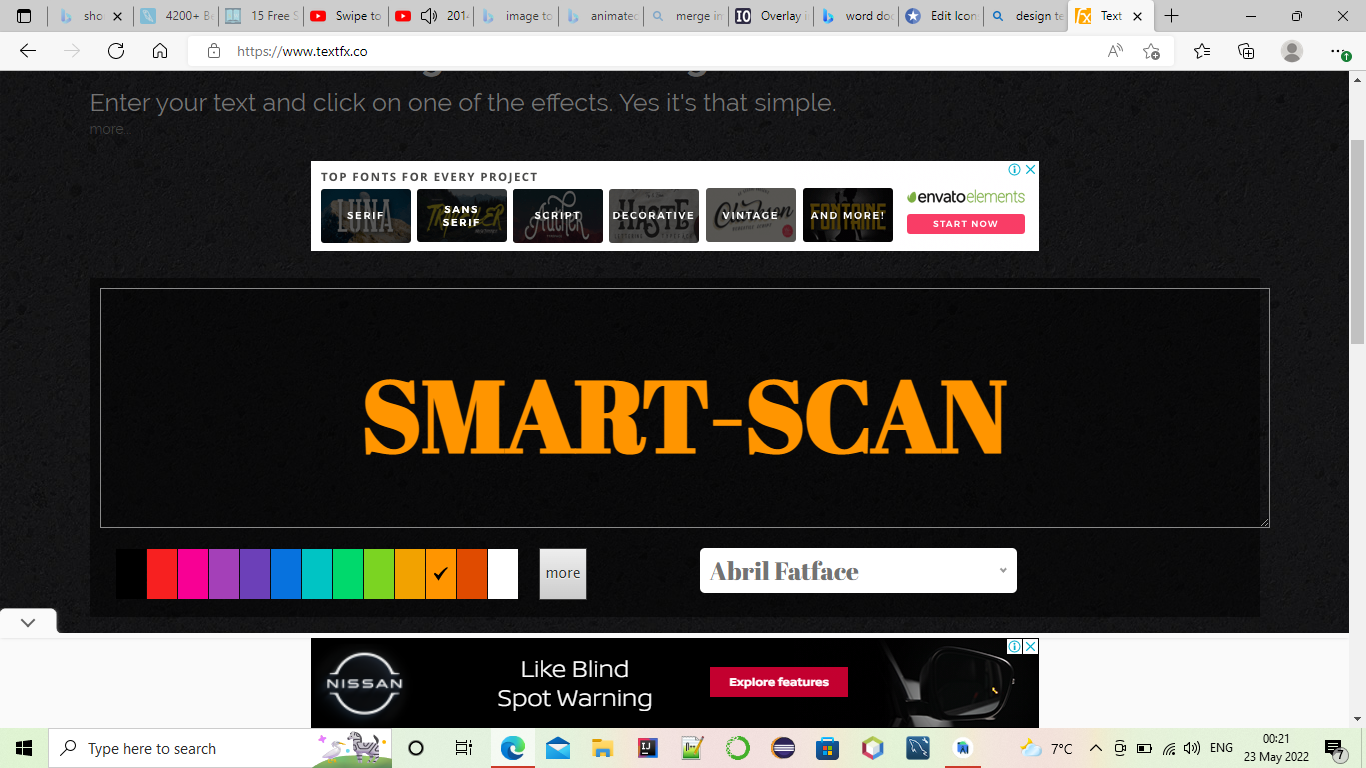 sho
4200+ Be
15 Free S
Swipe to
2014
image to
animated
merge im
Overlay i
word doc
Edit Icon
design te
Text
https://www.textfx.co
Enter your text and click on one of the effects. Yes it's that simple.
more..
TOP FONTS FOR EVERY PROJECT
SERIF
SANS SERIF
SCRIPT
DECORATIVE
VINTAGE
AND MORE!
envatoelements
START NOW
SMART-SCAN
more
Abril Fatface
NISSAN
Like Blind
Spot Warning
Explore features
Type here to search
7°C
ENG
00:21
23 May 2022
7